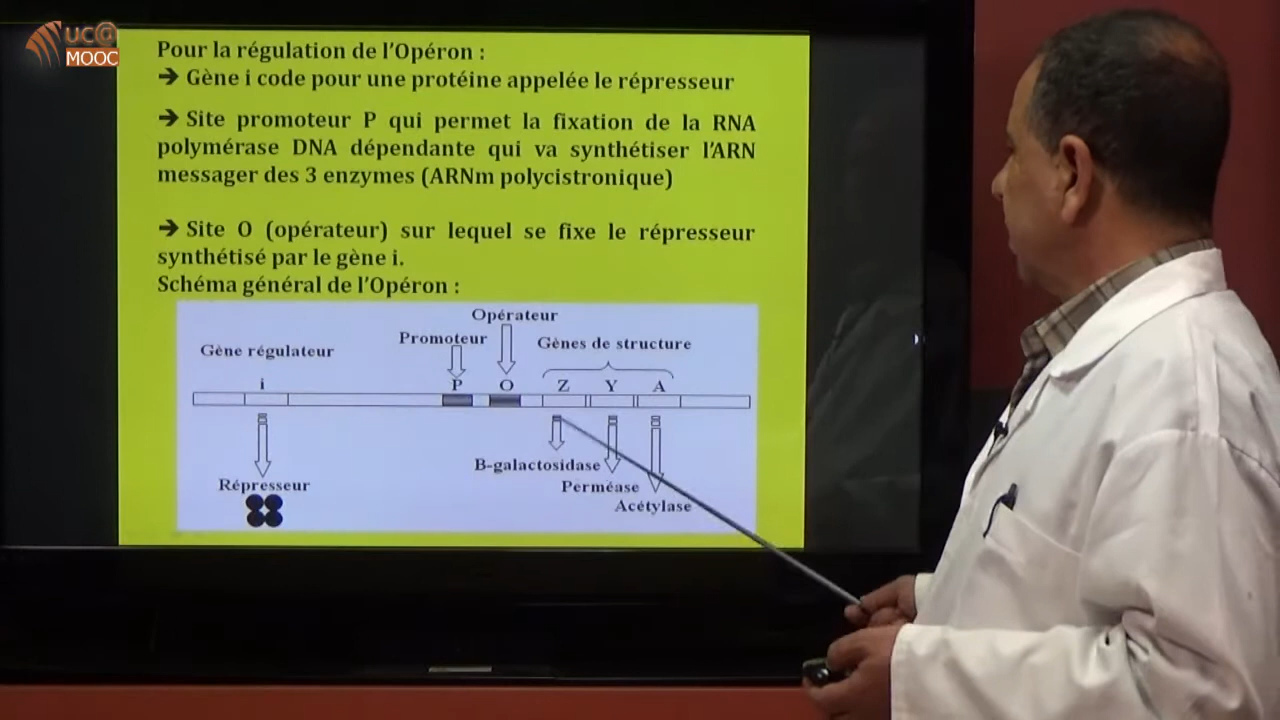 UC@
MOOC
Pour la régulation de l'Opéron :
➔ Gène i code pour une protéine appelée le répresseur
➔ Site promoteur P qui permet la fixation de la RNA
polymérase DNA dépendante qui va synthétiser l'ARN
messager des 3 enzymes (ARNm polycistronique)
➔ Site O (opérateur) sur lequel se fixe le répresseur
synthétisé par le gène i.
Schéma général de l'Opéron :
Opérateur
Promoteur
Gènes de structure
Gène régulateur
i
P
O
Z
Y
A
B-galactosidase
Perméase
Répresseur
Acétylase